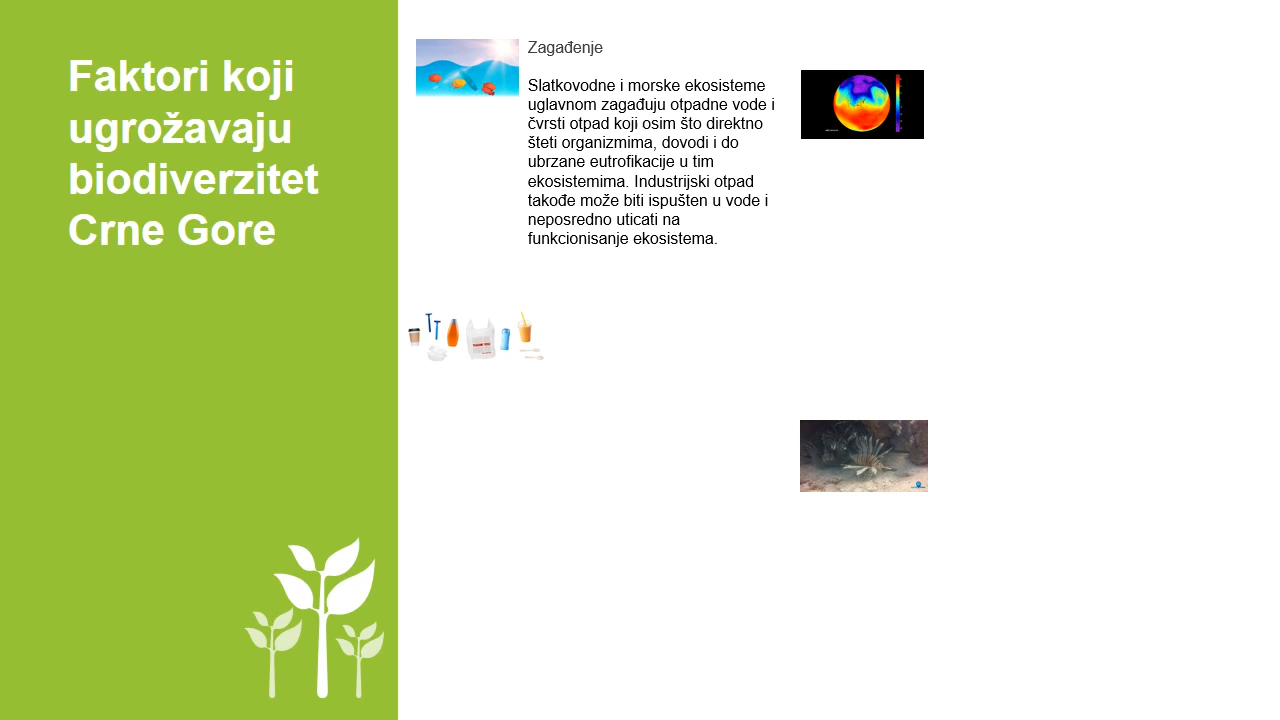 Faktori koji
ugrožavaju
biodiverzitet
Crne Gore
Zagađenje
Slatkovodne i morske ekosisteme
uglavnom zagađuju otpadne vode i
čvrsti otpad koji osim što direktno
šteti organizmima, dovodi i do
ubrzane eutrofikacije u tim
ekosistemima. Industrijski otpad
takođe može biti ispušten u vode i
neposredno uticati na
funkcionisanje ekosistema.